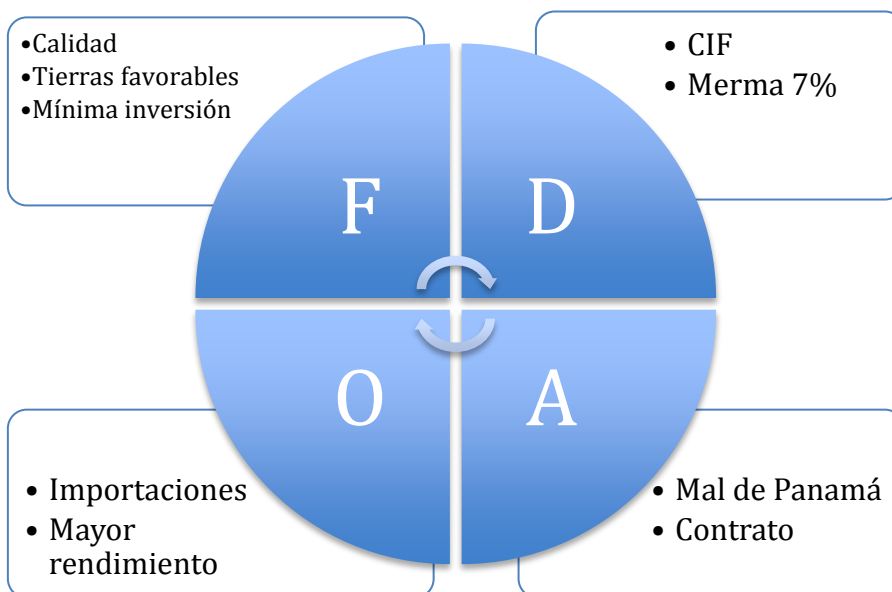 •Calidad
•Tierras favorables
•Mínima inversión
• CIF
• Merma 7%
F
D
O
A
• Importaciones
• Mayor
rendimiento
• Mal de Panamá
• Contrato